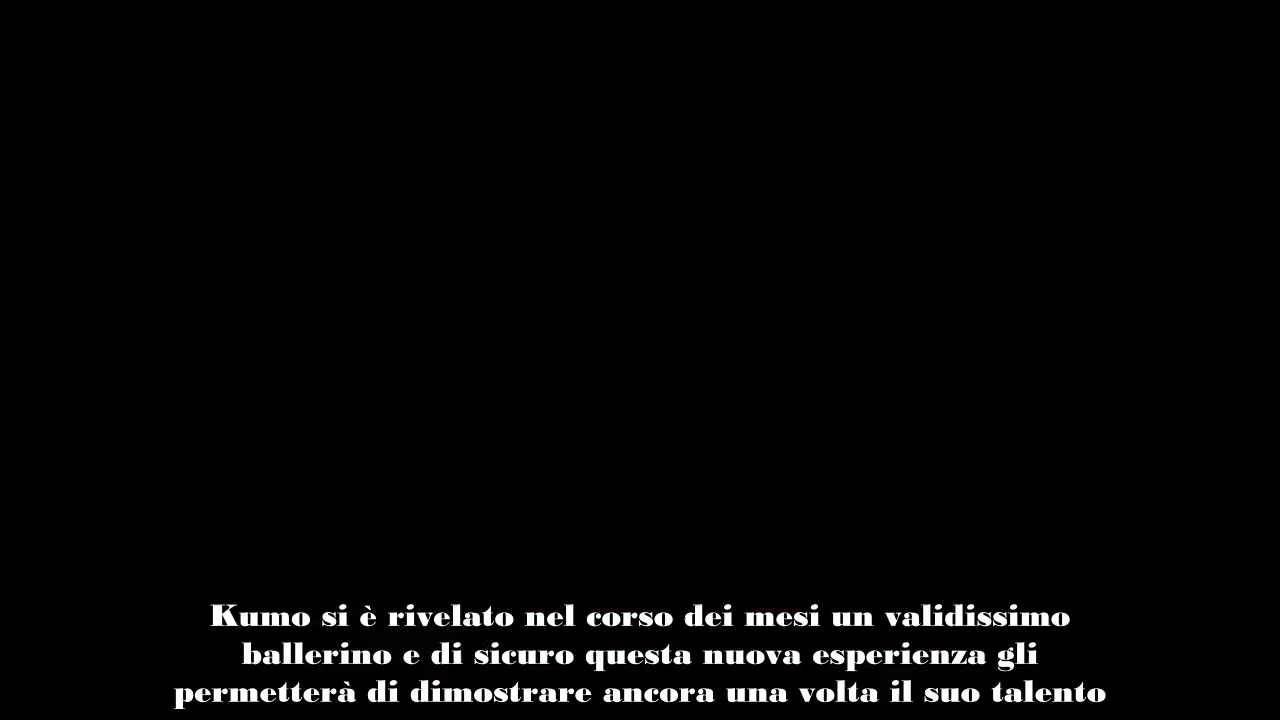 Kumo si è rivelato nel corso dei mesi un validissimo
ballerino e di sicuro questa nuova esperienza gli
permetterà di dimostrare ancora una volta il suo talento